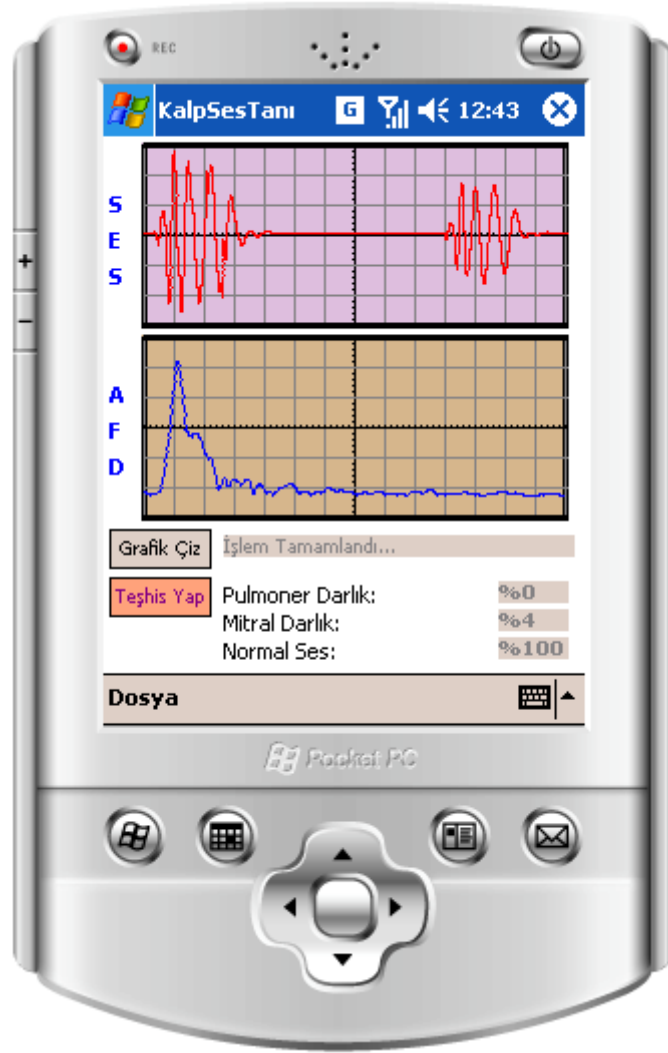 REC
KalpSesTanı G 12:43
S
E
S
A
F
D
Grafik Çiz İşlem Tamamlandı...
Teşhis Yap Pulmoner Darlık: %0
Mitral Darlık: %4
Normal Ses: %100
Dosya
Pocket PC